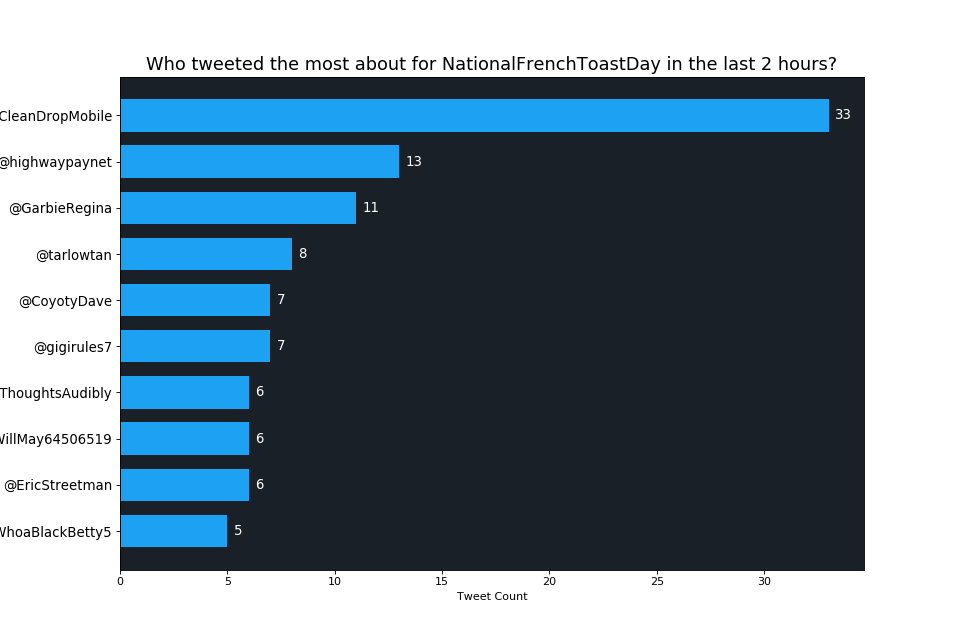 Who tweeted the most about for NationalFrenchToastDay in the last 2 hours?
CleanDropMobile 33
@highwaypaynet 13
@GarbieRegina 11
@tarlowtan 8
@CoyotyDave 7
@gigirules7 7
ThoughtsAudibly 6
WillMay64506519 6
@EricStreetman 6
WhoaBlackBetty5 5
0 5 10 15 20 25 30
Tweet Count